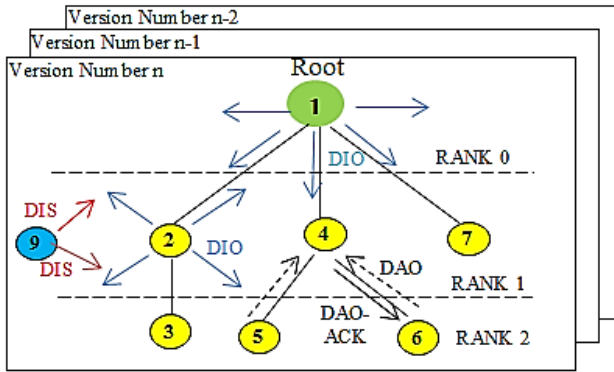 Version Number n-2
Version Number n-1
Version Number n
Root
1
DIO
RANK 0
DIS
9
DIS
2
DIO
4
7
DAO
RANK 1
3
5
DAO-
ACK
6
RANK 2